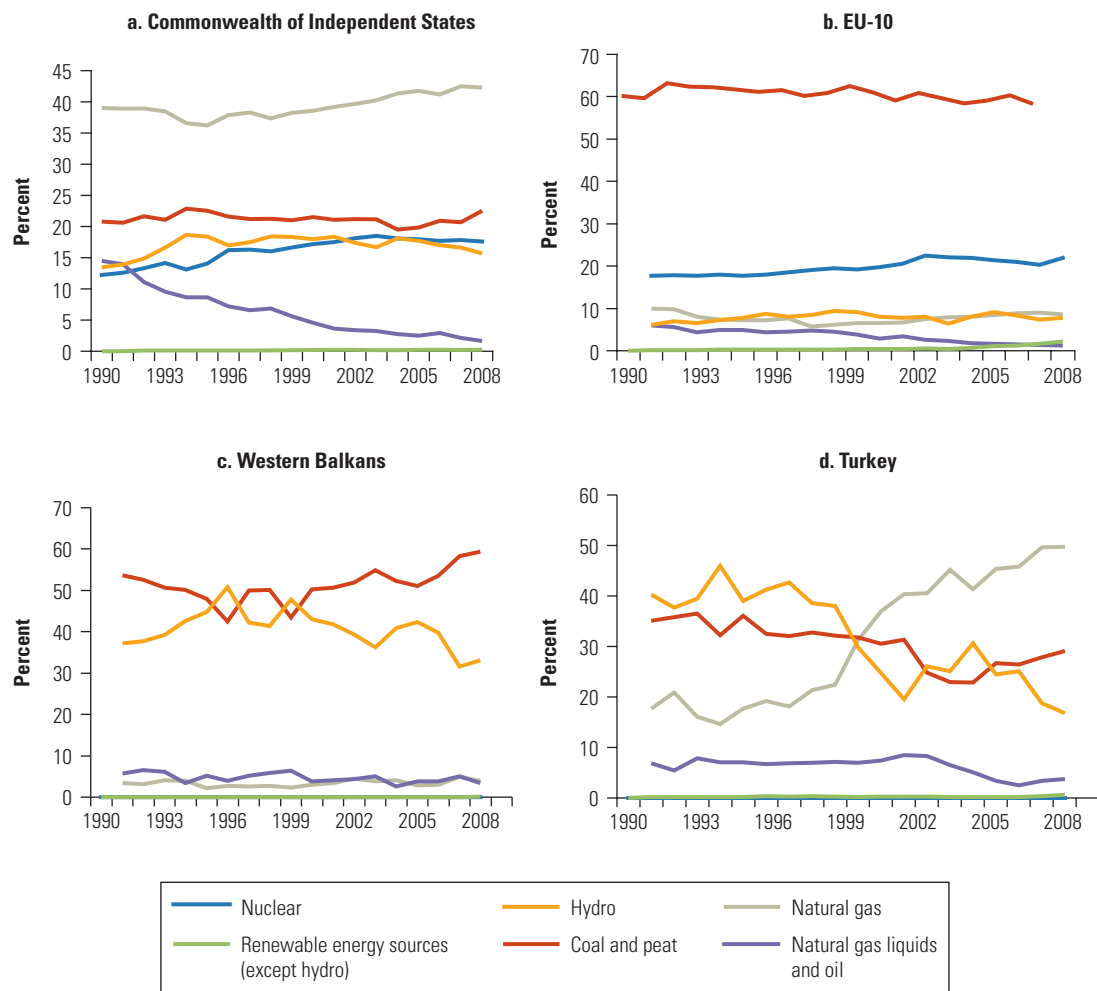 a. Commonwealth of Independent States
45
40
35
30
25
20
15
10
5
0
Percent
1990 1993 1996 1999 2002 2005 2008
b. EU-10
70
60
50
40
30
20
10
0
Percent
1990 1993 1996 1999 2002 2005 2008
c. Western Balkans
70
60
50
40
30
20
10
0
Percent
1990 1993 1996 1999 2002 2005 2008
d. Turkey
60
50
40
30
20
10
0
Percent
1990 1993 1996 1999 2002 2005 2008
Nuclear
Hydro
Natural gas
Renewable energy sources
(except hydro)
Coal and peat
Natural gas liquids
and oil